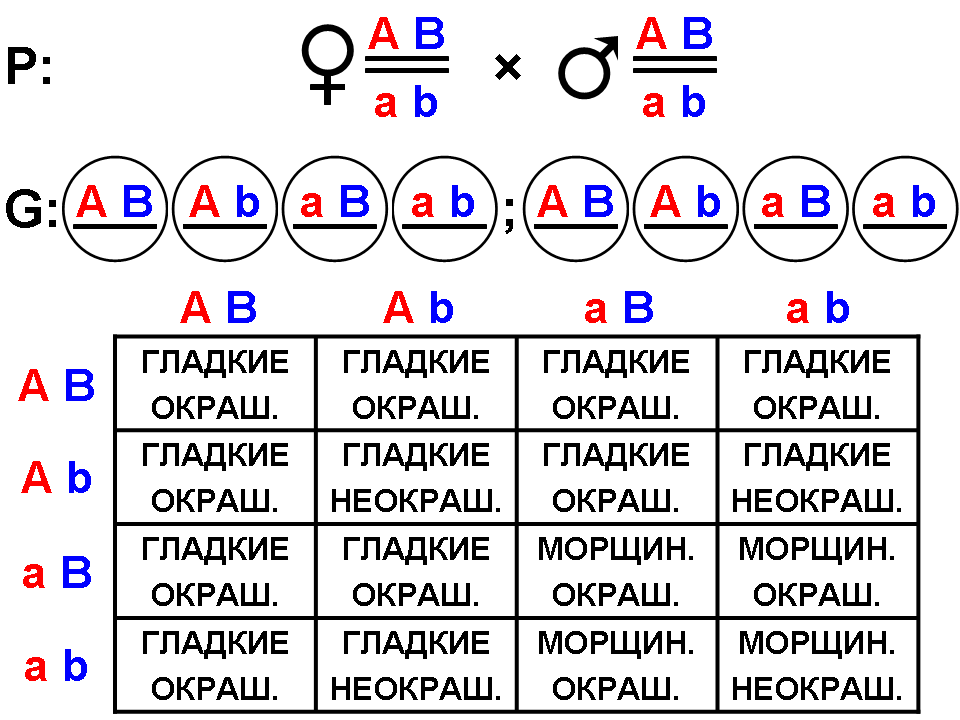 P: ♀ A B × ♂ A B
a b a b
G: A B A b a B a b ; A B A b a B a b
A B A b a B a b
A B ГЛАДКИЕ ГЛАДКИЕ ГЛАДКИЕ ГЛАДКИЕ
ОКРАШ. ОКРАШ. ОКРАШ. ОКРАШ.
A b ГЛАДКИЕ ГЛАДКИЕ ГЛАДКИЕ ГЛАДКИЕ
ОКРАШ. НЕОКРАШ. ОКРАШ. НЕОКРАШ.
a B ГЛАДКИЕ ГЛАДКИЕ МОРЩИН. МОРЩИН.
ОКРАШ. ОКРАШ. ОКРАШ. ОКРАШ.
a b ГЛАДКИЕ ГЛАДКИЕ МОРЩИН. МОРЩИН.
ОКРАШ. НЕОКРАШ. ОКРАШ. НЕОКРАШ.